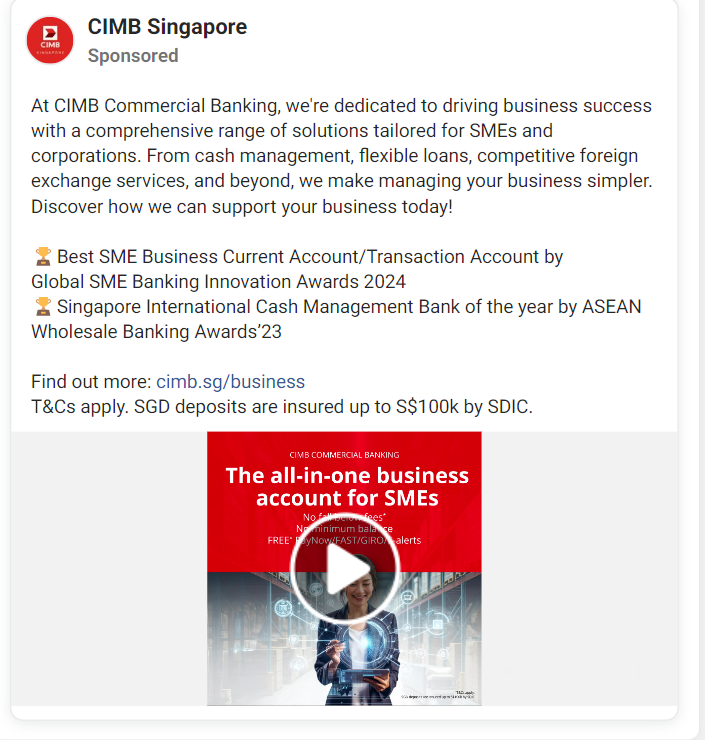 CIMB
SINGAPORE
CIMB Singapore
Sponsored
At CIMB Commercial Banking, we're dedicated to driving business success
with a comprehensive range of solutions tailored for SMEs and
corporations. From cash management, flexible loans, competitive foreign
exchange services, and beyond, we make managing your business simpler.
Discover how we can support your business today!
🏆 Best SME Business Current Account/Transaction Account by
Global SME Banking Innovation Awards 2024
🏆 Singapore International Cash Management Bank of the year by ASEAN
Wholesale Banking Awards’23
Find out more: cimb.sg/business
T&Cs apply. SGD deposits are insured up to S$100k by SDIC.
CIMB COMMERCIAL BANKING
The all-in-one business
account for SMEs
No fall-below fees*
No minimum balance
FREE* PayNow/FAST/GIRO/
-alerts
T&Cs apply.